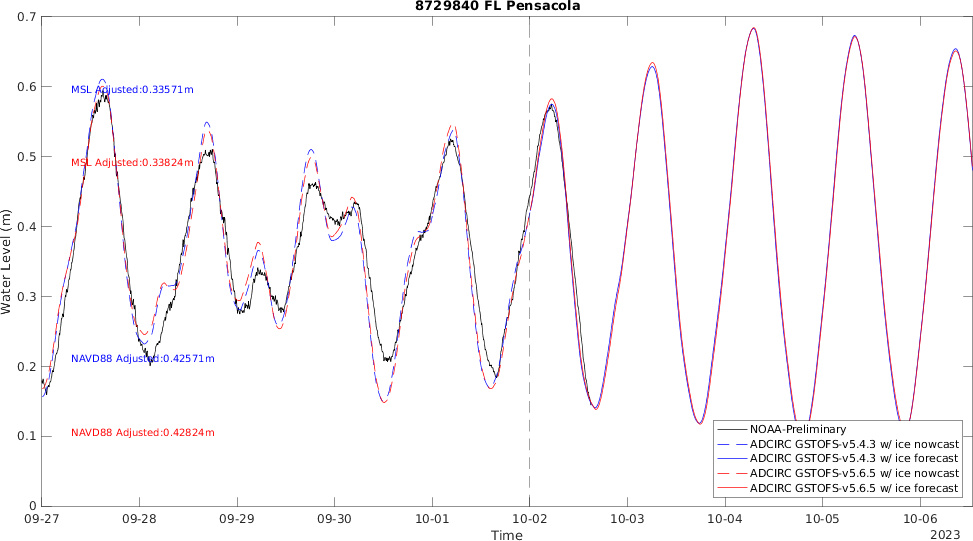 8729840 FL Pensacola
0.7
0.6
0.5
0.4
0.3
0.2
0.1
0
Water Level (m)
MSL Adjusted:0.33571m
MSL Adjusted:0.33824m
NAVD88 Adjusted:0.42571m
NAVD88 Adjusted:0.42824m
NOAA-Preliminary
ADCIRC GSTOFS-v5.4.3 w/ ice nowcast
ADCIRC GSTOFS-v5.4.3 w/ ice forecast
ADCIRC GSTOFS-v5.6.5 w/ ice nowcast
ADCIRC GSTOFS-v5.6.5 w/ ice forecast
09-27 09-28 09-29 09-30 10-01 10-02 10-03 10-04 10-05 10-06
Time
2023